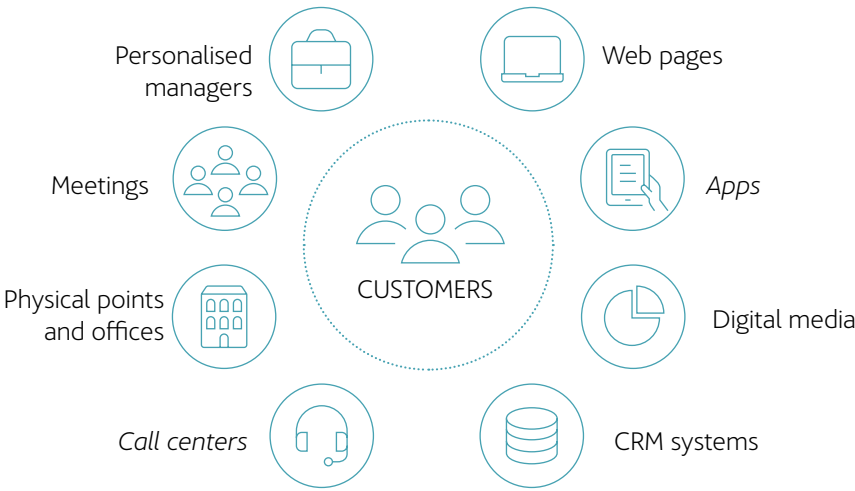 Personalised
managers
Web pages
Meetings
Apps
CUSTOMERS
Physical points
and offices
Digital media
Call centers
CRM systems